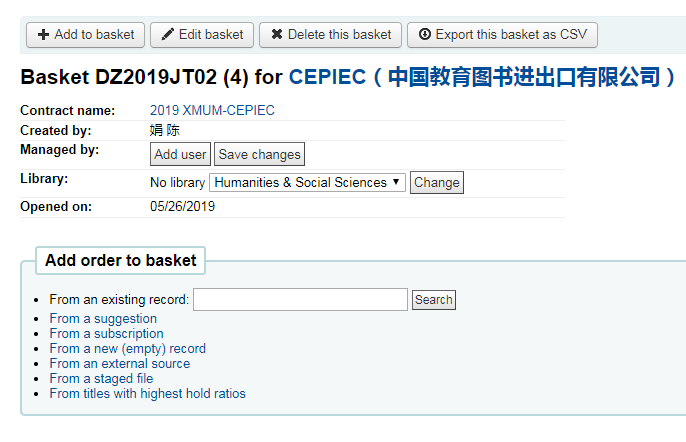 Add to basket Edit basket Delete this basket Export this basket as CSV
Basket DZ2019JT02 (4) for CEPIEC（中国教育图书进出口有限公司）
Contract name: 2019 XMUM-CEPIEC
Created by: 娟 陈
Managed by: Add user Save changes
Library: No library Humanities & Social Sciences Change
Opened on: 05/26/2019
Add order to basket
From an existing record: Search
From a suggestion
From a subscription
From a new (empty) record
From an external source
From a staged file
From titles with highest hold ratios